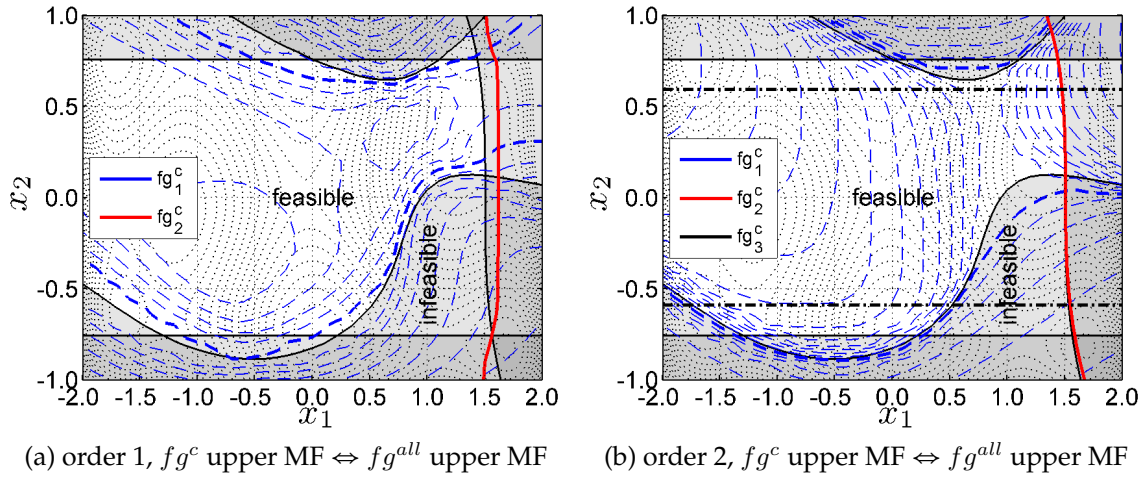 1.0
0.5
0.0
-0.5
-1.0
x₂
-2.0 -1.5 -1.0 -0.5 0.0 0.5 1.0 1.5 2.0
x₁
fg₁ᶜ
fg₂ᶜ
feasible
infeasible
(a) order 1, fgᶜ upper MF ⇔ fgᵃˡˡ upper MF
1.0
0.5
0.0
-0.5
-1.0
x₂
-2.0 -1.5 -1.0 -0.5 0.0 0.5 1.0 1.5 2.0
x₁
fg₁ᶜ
fg₂ᶜ
fg₃ᶜ
feasible
infeasible
(b) order 2, fgᶜ upper MF ⇔ fgᵃˡˡ upper MF